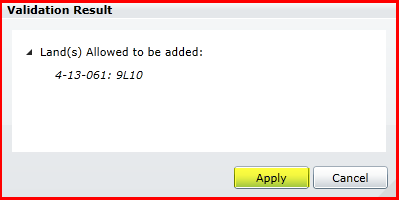 Validation Result
Land(s) Allowed to be added:
4-13-061: 9L10
Apply Cancel